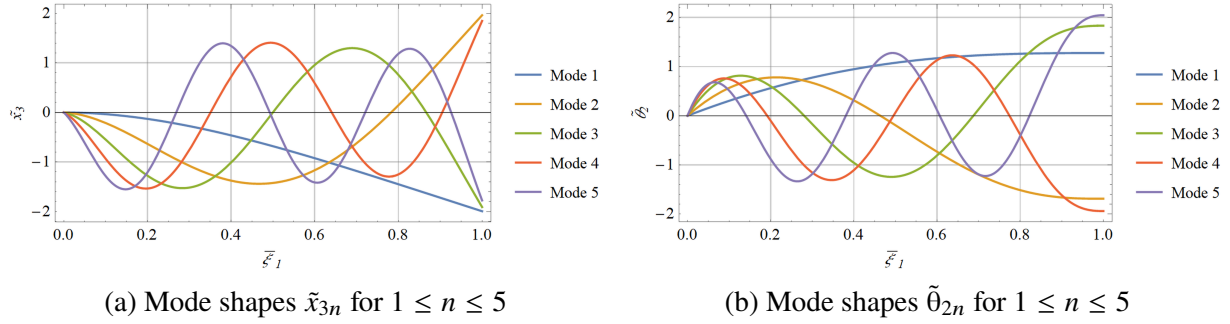 2
1
0
−1
−2
x̃₃
0.0 0.2 0.4 0.6 0.8 1.0
ξ̅ ₁
Mode 1
Mode 2
Mode 3
Mode 4
Mode 5
(a) Mode shapes x̃₃ₙ for 1 ≤ n ≤ 5
2
1
0
−1
−2
θ̃₂
0.0 0.2 0.4 0.6 0.8 1.0
ξ̅ ₁
Mode 1
Mode 2
Mode 3
Mode 4
Mode 5
(b) Mode shapes θ̃₂ₙ for 1 ≤ n ≤ 5